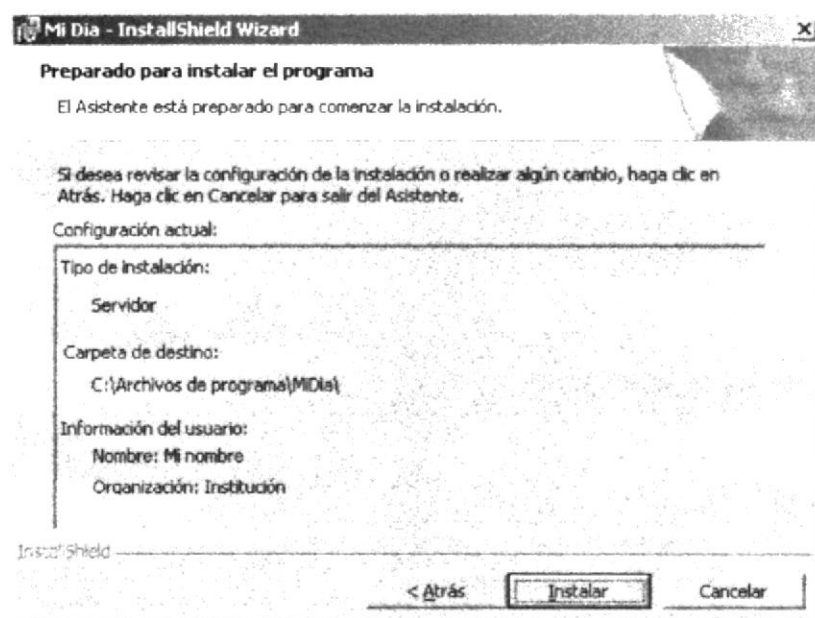 Mi Dia - InstallShield Wizard
Preparado para instalar el programa
El Asistente está preparado para comenzar la instalación.
Si desea revisar la configuración de la instalación o realizar algún cambio, haga clic en
Atrás. Haga clic en Cancelar para salir del Asistente.
Configuración actual:
Tipo de instalación:
Servidor
Carpeta de destino:
C:\Archivos de programa\MiDia\
Información del usuario:
Nombre: Mi nombre
Organización: Institución
InstallShield
< Atrás Instalar Cancelar